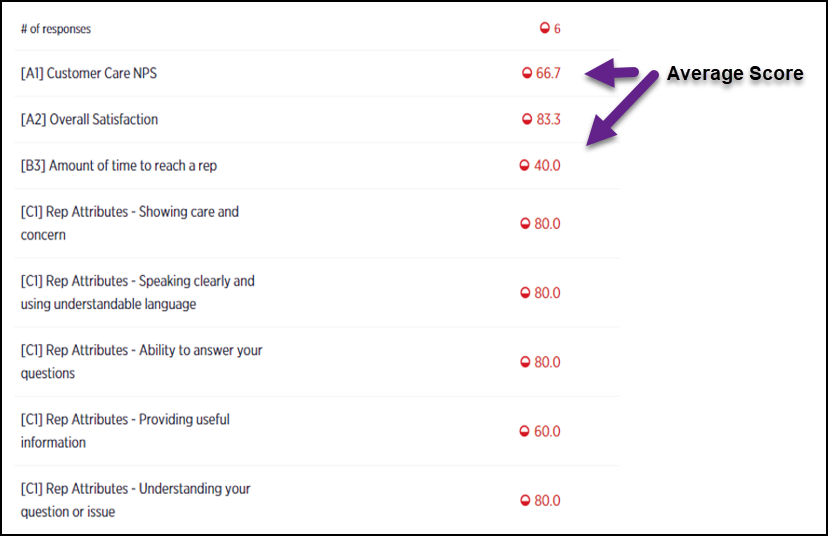 # of responses 6
[A1] Customer Care NPS 66.7
Average Score
[A2] Overall Satisfaction 83.3
[B3] Amount of time to reach a rep 40.0
[C1] Rep Attributes - Showing care and
concern 80.0
[C1] Rep Attributes - Speaking clearly and
using understandable language 80.0
[C1] Rep Attributes - Ability to answer your
questions 80.0
[C1] Rep Attributes - Providing useful
information 60.0
[C1] Rep Attributes - Understanding your
question or issue 80.0